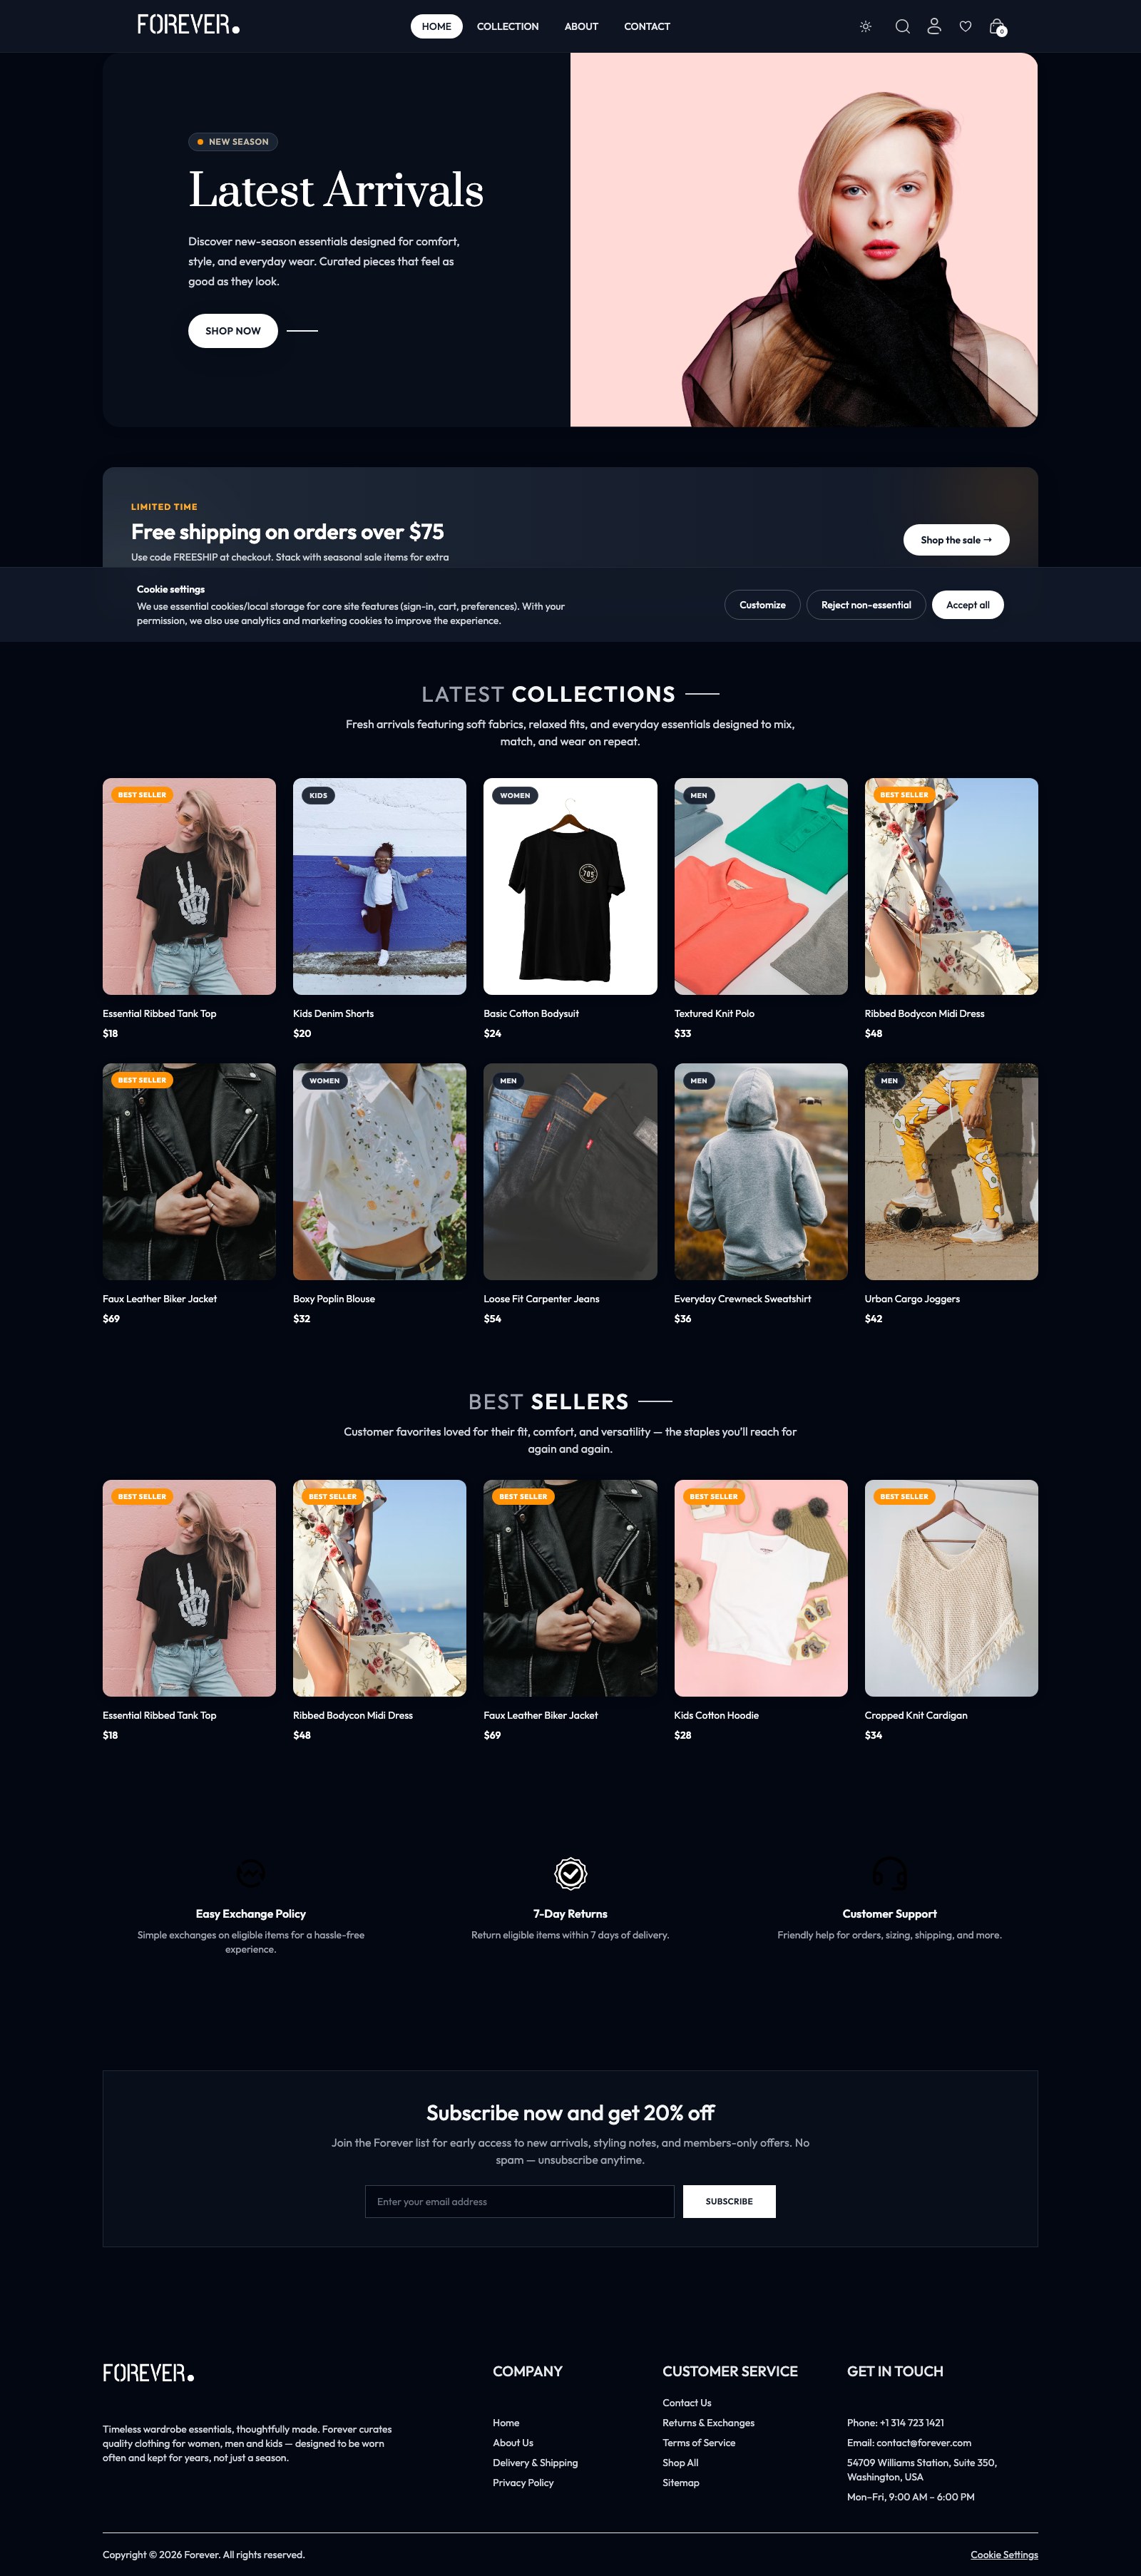 FOREVER.
HOME
COLLECTION
ABOUT
CONTACT
0
NEW SEASON
Latest Arrivals
Discover new-season essentials designed for comfort,
style, and everyday wear. Curated pieces that feel as
good as they look.
SHOP NOW
LIMITED TIME
Free shipping on orders over $75
Use code FREESHIP at checkout. Stack with seasonal sale items for extra
Shop the sale →
Cookie settings
We use essential cookies/local storage for core site features (sign-in, cart, preferences). With your
permission, we also use analytics and marketing cookies to improve the experience.
Customize
Reject non-essential
Accept all
LATEST COLLECTIONS
Fresh arrivals featuring soft fabrics, relaxed fits, and everyday essentials designed to mix,
match, and wear on repeat.
BEST SELLER
KIDS
WOMEN
MEN
BEST SELLER
705
Essential Ribbed Tank Top
$18
Kids Denim Shorts
$20
Basic Cotton Bodysuit
$24
Textured Knit Polo
$33
Ribbed Bodycon Midi Dress
$48
BEST SELLER
WOMEN
MEN
MEN
MEN
Faux Leather Biker Jacket
$69
Boxy Poplin Blouse
$32
Loose Fit Carpenter Jeans
$54
Everyday Crewneck Sweatshirt
$36
Urban Cargo Joggers
$42
BEST SELLERS
Customer favorites loved for their fit, comfort, and versatility — the staples you'll reach for
again and again.
BEST SELLER
BEST SELLER
BEST SELLER
BEST SELLER
BEST SELLER
Essential Ribbed Tank Top
$18
Ribbed Bodycon Midi Dress
$48
Faux Leather Biker Jacket
$69
Kids Cotton Hoodie
$28
Cropped Knit Cardigan
$34
Easy Exchange Policy
Simple exchanges on eligible items for a hassle-free
experience.
7-Day Returns
Return eligible items within 7 days of delivery.
Customer Support
Friendly help for orders, sizing, shipping, and more.
Subscribe now and get 20% off
Join the Forever list for early access to new arrivals, styling notes, and members-only offers. No
spam — unsubscribe anytime.
Enter your email address
SUBSCRIBE
FOREVER.
Timeless wardrobe essentials, thoughtfully made. Forever curates
quality clothing for women, men and kids — designed to be worn
often and kept for years, not just a season.
COMPANY
Home
About Us
Delivery & Shipping
Privacy Policy
CUSTOMER SERVICE
Contact Us
Returns & Exchanges
Terms of Service
Shop All
Sitemap
GET IN TOUCH
Phone: +1 314 723 1421
Email: contact@forever.com
54709 Williams Station, Suite 350,
Washington, USA
Mon–Fri, 9:00 AM – 6:00 PM
Copyright © 2026 Forever. All rights reserved.
Cookie Settings